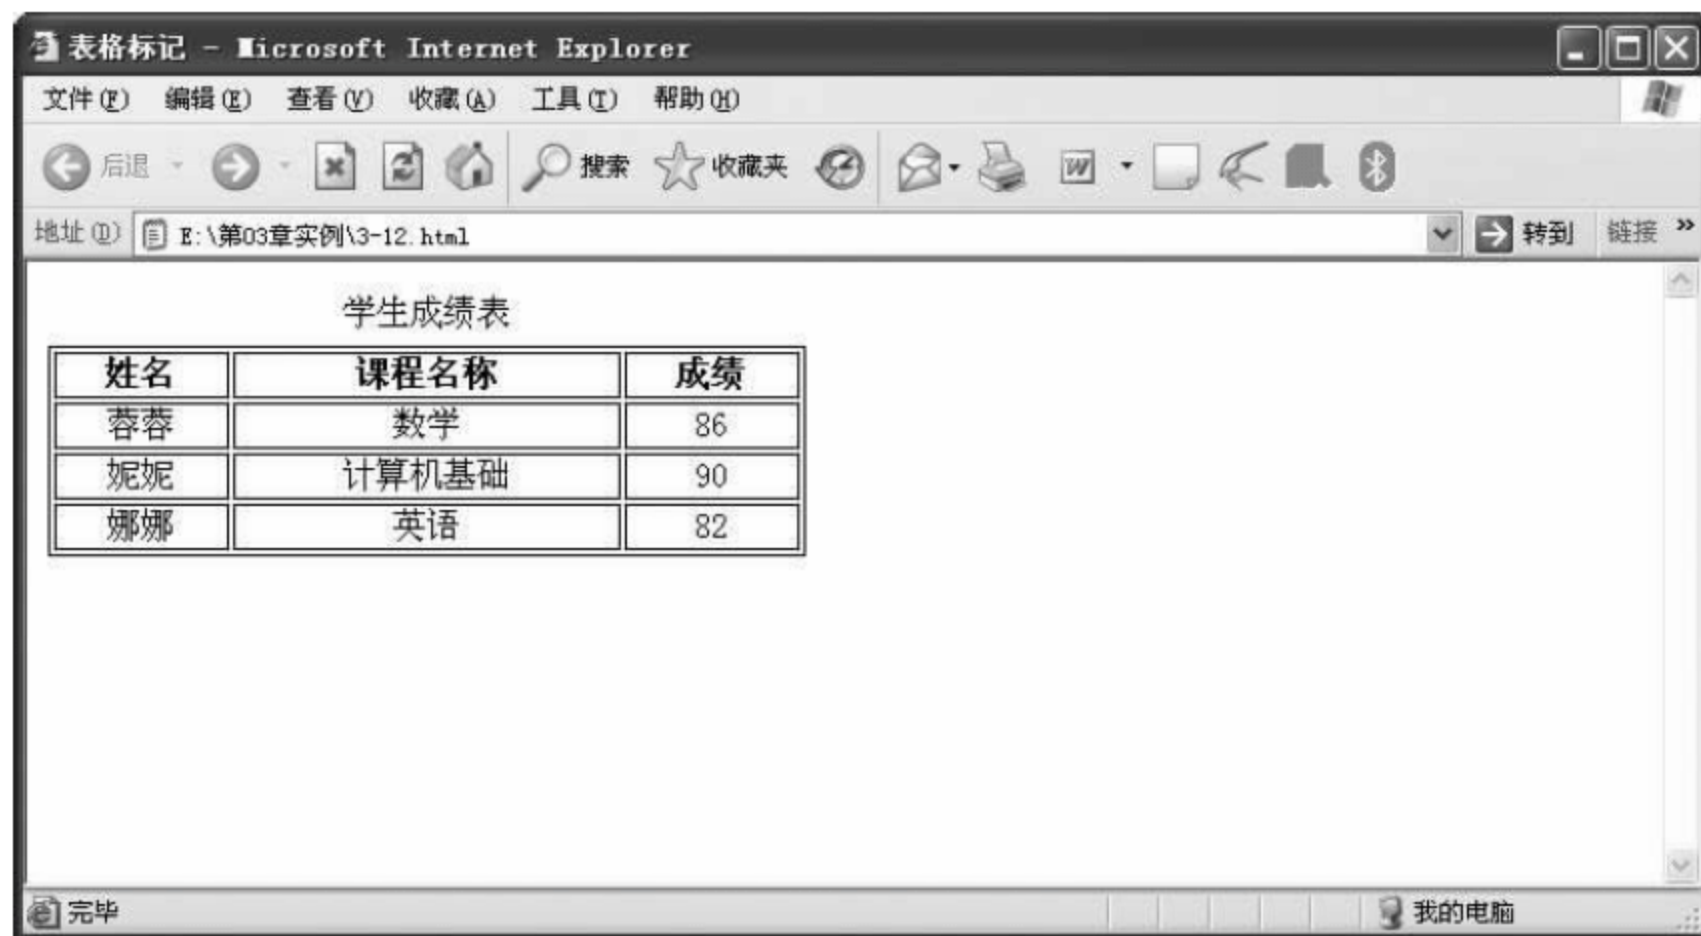 表格标记 - Microsoft Internet Explorer
文件(F) 编辑(E) 查看(V) 收藏(A) 工具(T) 帮助(H)
后退 搜索 收藏夹 W
地址(D) E:\第03章实例\3-12.html 转到 链接 »
学生成绩表
姓名 课程名称 成绩
蓉蓉 数学 86
妮妮 计算机基础 90
娜娜 英语 82
完毕 我的电脑